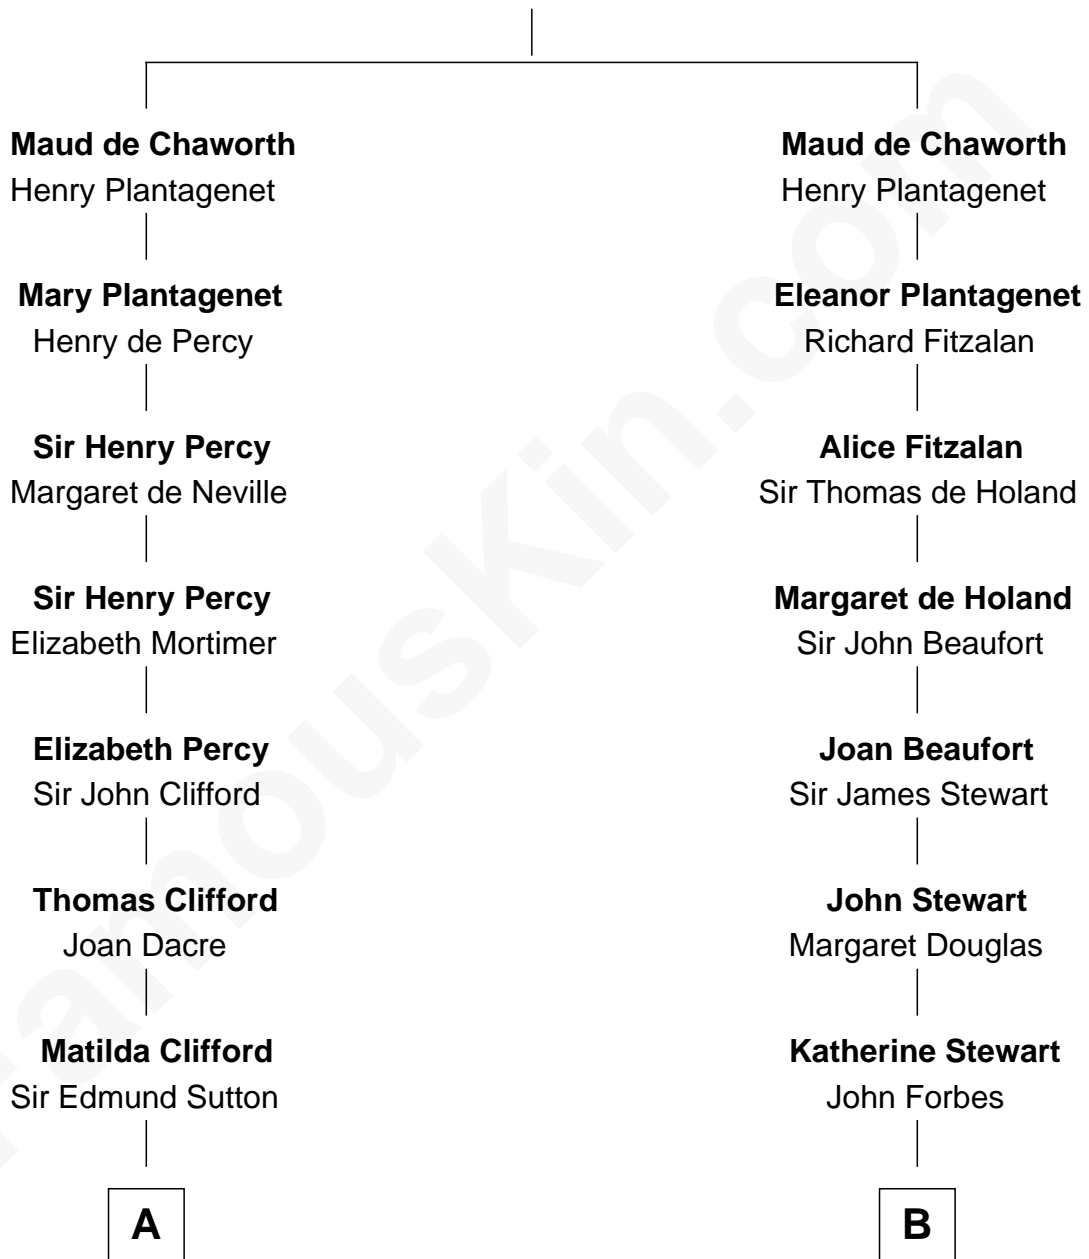 Maud de Chaworth
Henry Plantagenet
Mary Plantagenet
Henry de Percy
Sir Henry Percy
Margaret de Neville
Sir Henry Percy
Elizabeth Mortimer
Elizabeth Percy
Sir John Clifford
Thomas Clifford
Joan Dacre
Matilda Clifford
Sir Edmund Sutton
A
Maud de Chaworth
Henry Plantagenet
Eleanor Plantagenet
Richard Fitzalan
Alice Fitzalan
Sir Thomas de Holand
Margaret de Holand
Sir John Beaufort
Joan Beaufort
Sir James Stewart
John Stewart
Margaret Douglas
Katherine Stewart
John Forbes
B
FamousKin.com